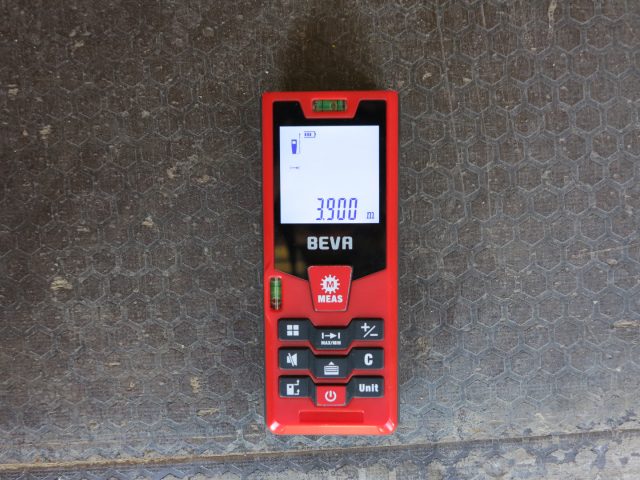 3.900 m
BEVA
M
MEAS
+/-
MAX/MIN
C
Unit